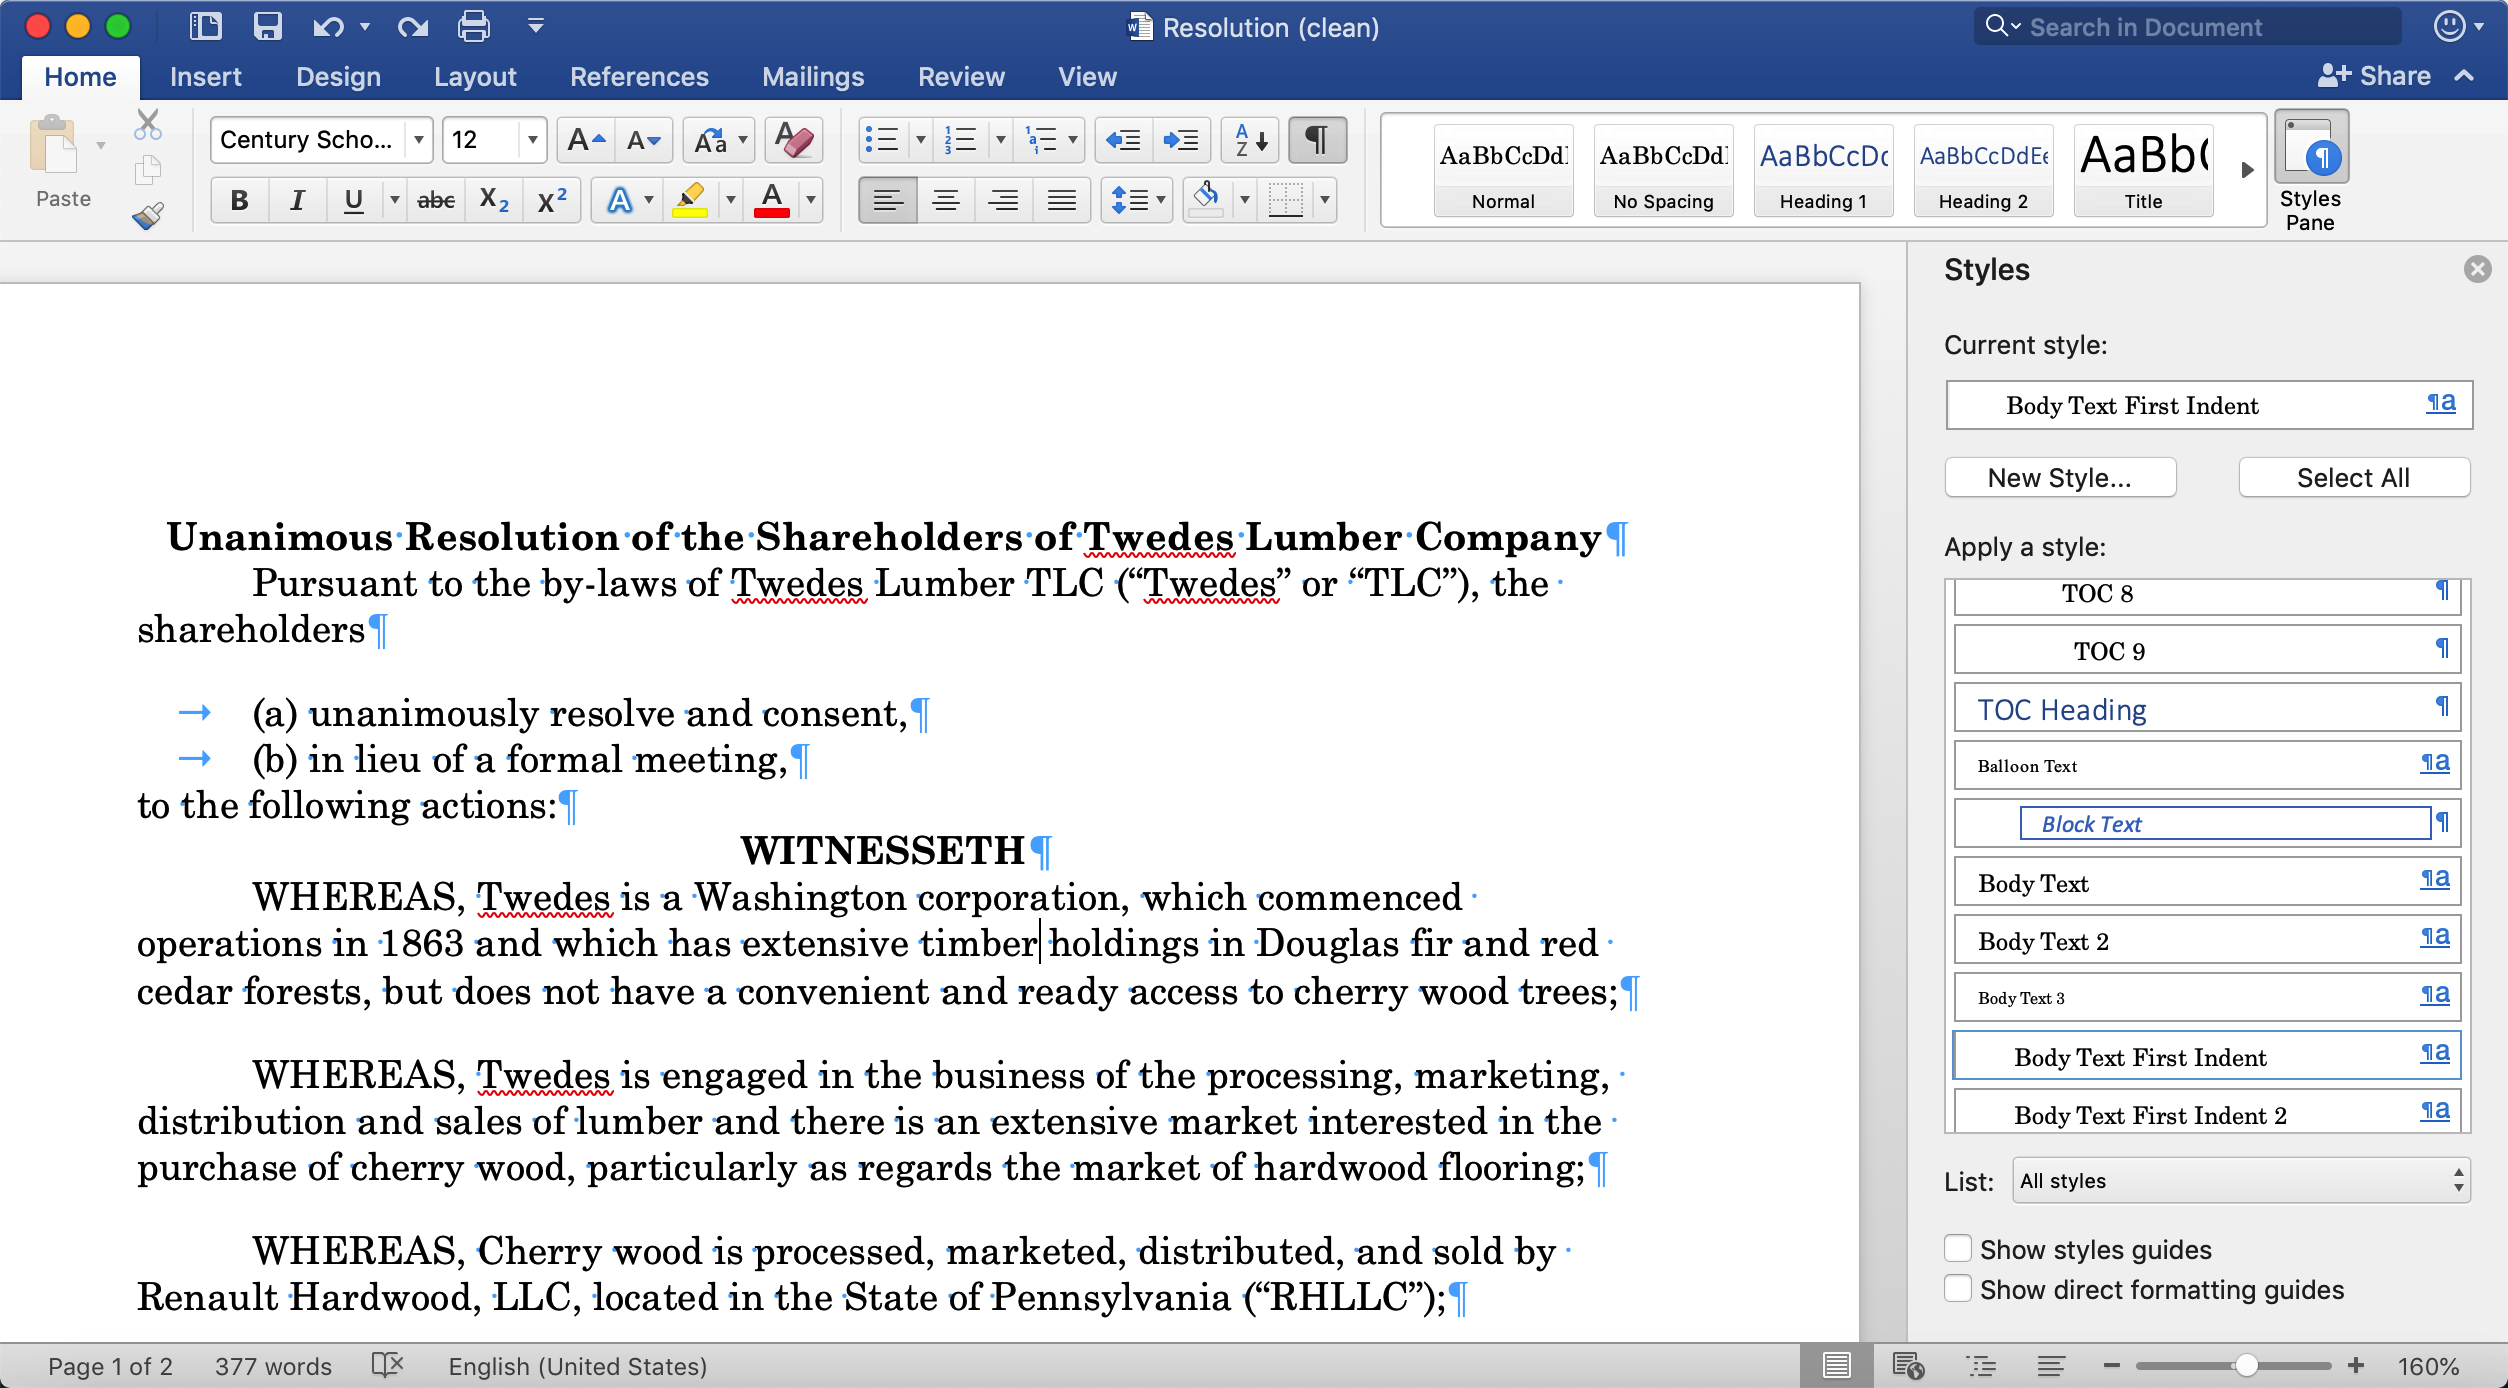 Resolution (clean)
Search in Document
Home Insert Design Layout References Mailings Review View Share
Paste
Century Scho... 12
AaBbCcDdI AaBbCcDdI AaBbCcDc AaBbCcDdEe AaBb(
Normal No Spacing Heading 1 Heading 2 Title
Styles
Pane
Unanimous Resolution of the Shareholders of Twedes Lumber Company¶
Pursuant to the by-laws of Twedes Lumber TLC (“Twedes” or “TLC”), the
shareholders¶
→ (a) unanimously resolve and consent,¶
→ (b) in lieu of a formal meeting,¶
to the following actions:¶
WITNESSETH¶
WHEREAS, Twedes is a Washington corporation, which commenced
operations in 1863 and which has extensive timber holdings in Douglas fir and red
cedar forests, but does not have a convenient and ready access to cherry wood trees;¶
WHEREAS, Twedes is engaged in the business of the processing, marketing,
distribution and sales of lumber and there is an extensive market interested in the
purchase of cherry wood, particularly as regards the market of hardwood flooring;¶
WHEREAS, Cherry wood is processed, marketed, distributed, and sold by
Renault Hardwood, LLC, located in the State of Pennsylvania (“RHLLC”);¶
Styles
Current style:
Body Text First Indent ¶a
New Style... Select All
Apply a style:
TOC 8 ¶
TOC 9 ¶
TOC Heading ¶
Balloon Text ¶a
Block Text ¶
Body Text ¶a
Body Text 2 ¶a
Body Text 3 ¶a
Body Text First Indent ¶a
Body Text First Indent 2 ¶a
List: All styles
Show styles guides
Show direct formatting guides
Page 1 of 2 377 words English (United States) 160%